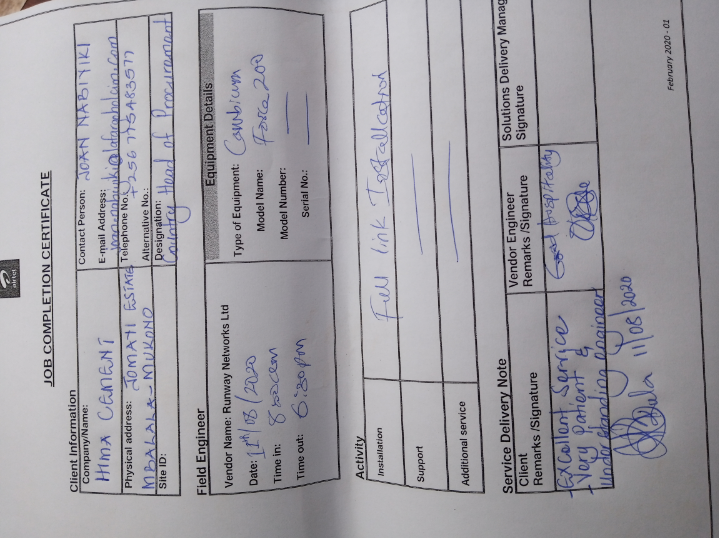 airtel
JOB COMPLETION CERTIFICATE
Client Information
Company/Name:
HIMA CEMENT
Contact Person: JOAN NABIYIKI
Physical address: JOMAYI ESTATE
MBALALA - MUKONO
E-mail Address:
Telephone No.: +256 775483577
Alternative No.:
Site ID:
Designation:
Country Head of Procurement
Field Engineer
Equipment Details
Vendor Name: Runway Networks Ltd
Type of Equipment: Cambium
Date: 11th/08/2020
Model Name: Force 200
Time in: 8:00am
Model Number:
Time out: 6:30pm
Serial No.:
Activity
Installation
Full link Installation
Support
Additional service
Service Delivery Note
Client
Remarks /Signature
Vendor Engineer
Remarks /Signature
Solutions Delivery Manag
Signature
-Excellent Service
-Very Patient &
Understanding engineer
Good Hospitality
11/08/2020
February 2020 - 01